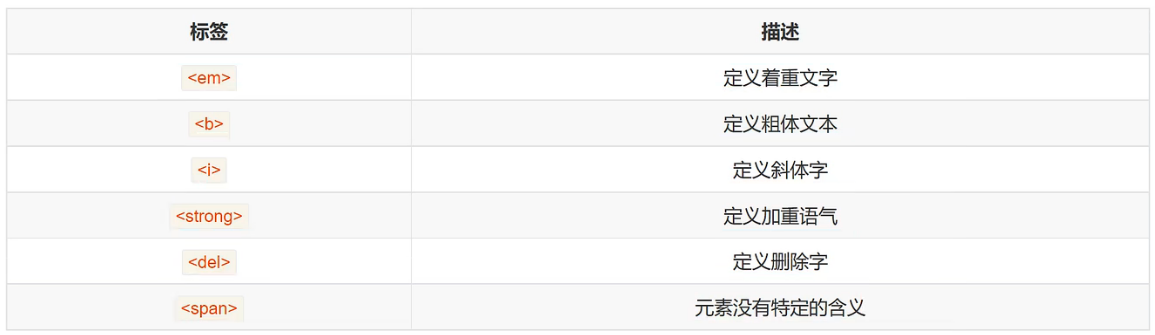 标签 描述
<em> 定义着重文字
<b> 定义粗体文本
<i> 定义斜体字
<strong> 定义加重语气
<del> 定义删除字
<span> 元素没有特定的含义